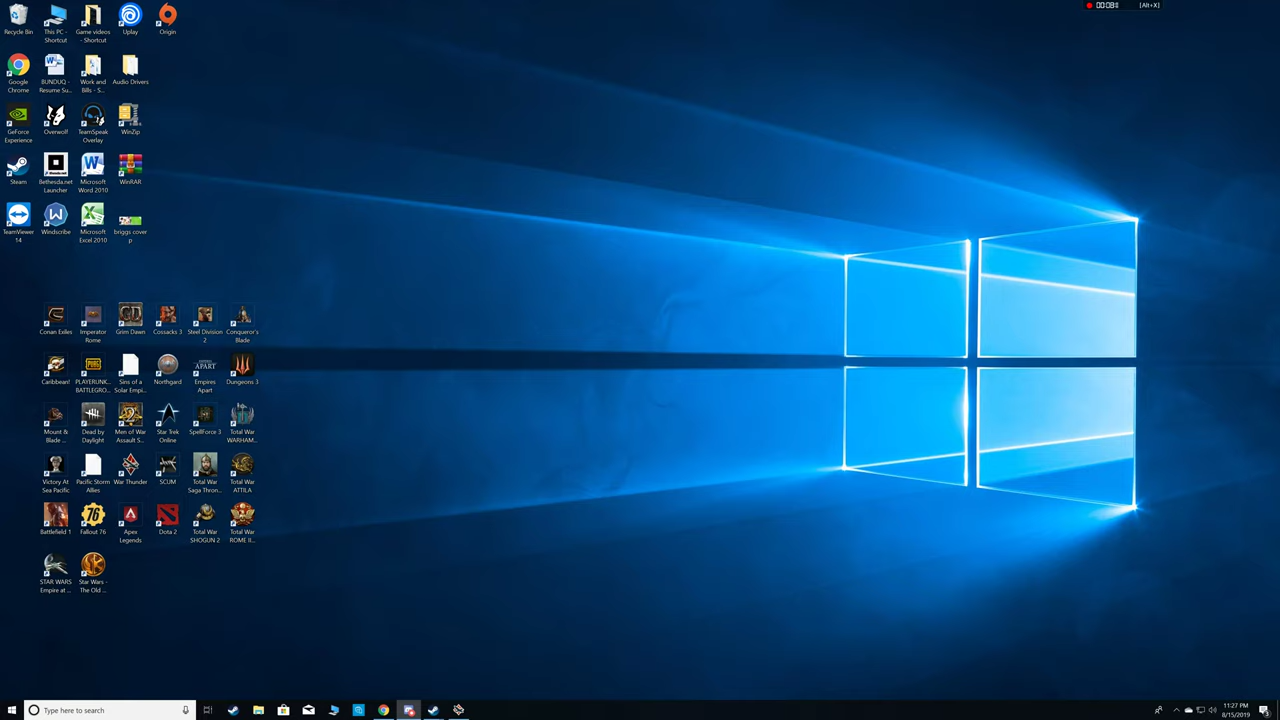 00:08:
[Alt+X]
Recycle Bin
This PC -
Shortcut
Game videos
- Shortcut
Uplay
Origin
Google
Chrome
BUNDUQ -
Resume Su...
Work and
Bills - S...
Audio Drivers
GeForce
Experience
Overwolf
TeamSpeak
Overlay
WinZip
Steam
Bethesda.net
Launcher
Microsoft
Word 2010
WinRAR
TeamViewer
14
Windscribe
Microsoft
Excel 2010
briggs cover
p
Conan Exiles
Imperator
Rome
Grim Dawn
Cossacks 3
Steel Division
2
Conqueror's
Blade
Caribbean!
PLAYERUNK...
BATTLEGRO...
Sins of a
Solar Empi...
Northgard
EMPIRES
APART
Empires
Apart
Dungeons 3
Mount &
Blade ...
Dead by
Daylight
Men of War
Assault S...
Star Trek
Online
SpellForce 3
Total War
WARHAM...
Victory At
Sea Pacific
Pacific Storm
Allies
War Thunder
SCUM
Total War
Saga Thron...
Total War
ATTILA
Battlefield 1
Fallout 76
Apex
Legends
Dota 2
Total War
SHOGUN 2
Total War
ROME II...
STAR WARS
Empire at ...
Star Wars -
The Old ...
Type here to search
11:27 PM
8/15/2019